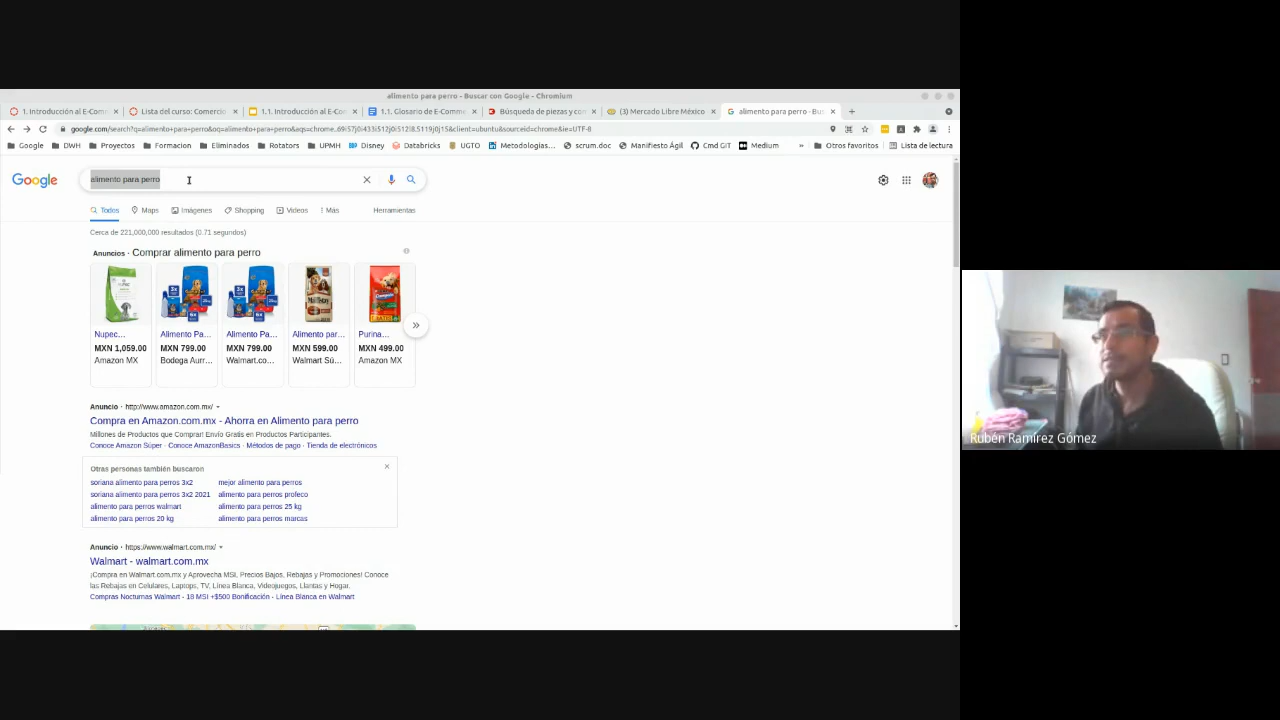 alimento para perro - Buscar con Google - Chromium
1. Introducción al E-Com
Lista del curso: Comercio
1.1. Introducción al E-Co
1.1. Glosario de E-Comme
Búsqueda de piezas y co
(3) Mercado Libre México
alimento para perro - Bus
google.com/search?q=alimento+para+perro&oq=alimento+para+perro&aqs=chrome..69i57j0i433i512j0i512l8.5119j0j15&client=ubuntu&sourceid=chrome&ie=UTF-8
Google DWH Proyectos Formacion Eliminados Rotators UPMH Disney Databricks UGTO Metodologías... scrum.doc Manifiesto Ágil Cmd GIT Medium » Otros favoritos Lista de lectura
Google alimento para perro
Todos Maps Imágenes Shopping Videos Más Herramientas
Cerca de 221,000,000 resultados (0.71 segundos)
Anuncios · Comprar alimento para perro
Nupec... Alimento Pa... Alimento Pa... Alimento par... Purina...
MXN 1,059.00 MXN 799.00 MXN 799.00 MXN 599.00 MXN 499.00
Amazon MX Bodega Aurr... Walmart.co... Walmart Sú... Amazon MX
Anuncio · http://www.amazon.com.mx/
Compra en Amazon.com.mx - Ahorra en Alimento para perro
Millones de Productos que Comprar! Envío Gratis en Productos Participantes.
Conoce Amazon Súper · Conoce AmazonBasics · Métodos de pago · Tienda de electrónicos
Otras personas también buscaron
soriana alimento para perros 3x2 mejor alimento para perros
soriana alimento para perros 3x2 2021 alimento para perros profeco
alimento para perros walmart alimento para perros 25 kg
alimento para perros 20 kg alimento para perros marcas
Anuncio · https://www.walmart.com.mx/
Walmart - walmart.com.mx
¡Compra en Walmart.com.mx y Aprovecha MSI, Precios Bajos, Rebajas y Promociones! Conoce
las Rebajas en Celulares, Laptops, TV, Línea Blanca, Videojuegos, Llantas y Hogar.
Compras Nocturnas Walmart - 18 MSI +$500 Bonificación - Línea Blanca en Walmart
Rubén Ramírez Gómez